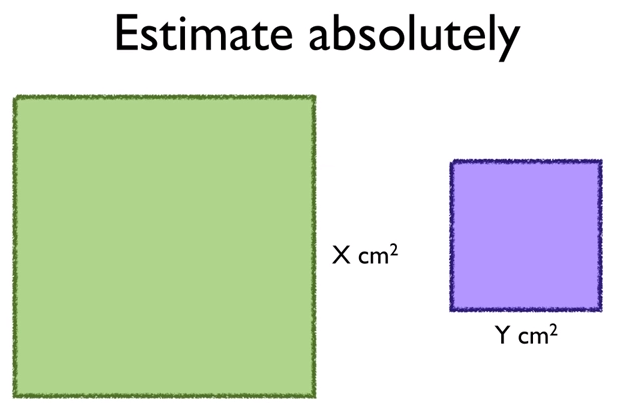 Estimate absolutely
X cm²
Y cm²